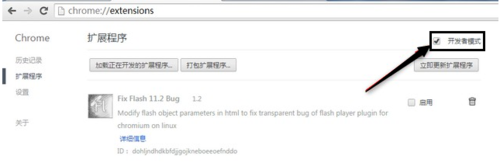 chrome://extensions
Chrome
扩展程序
开发者模式
历史记录
扩展程序
设置
关于
加载正在开发的扩展程序...
打包扩展程序...
立即更新扩展程序
Fix Flash 11.2 Bug 1.2
启用
Modify flash object parameters in html to fix transparent bug of flash player plugin for
chromium on linux
详细信息
ID：